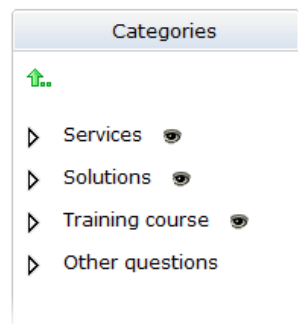 Categories
..
Services
Solutions
Training course
Other questions